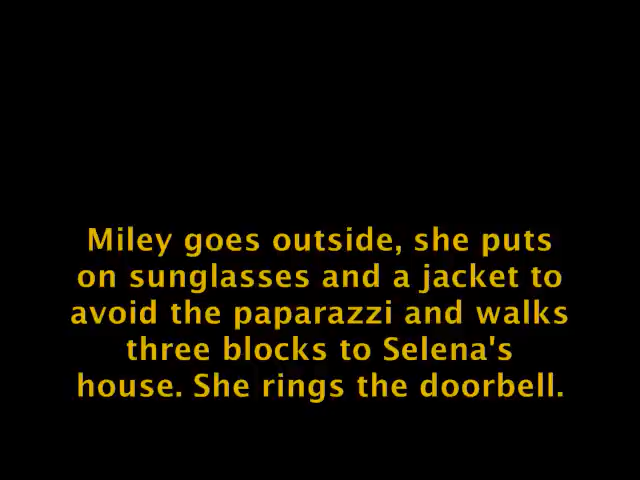 Miley goes outside, she puts
on sunglasses and a jacket to
avoid the paparazzi and walks
three blocks to Selena's
house. She rings the doorbell.